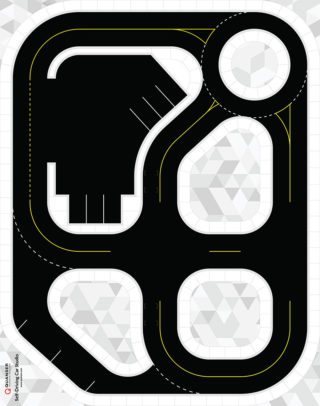 QUANSER
Self-Driving Car Studio